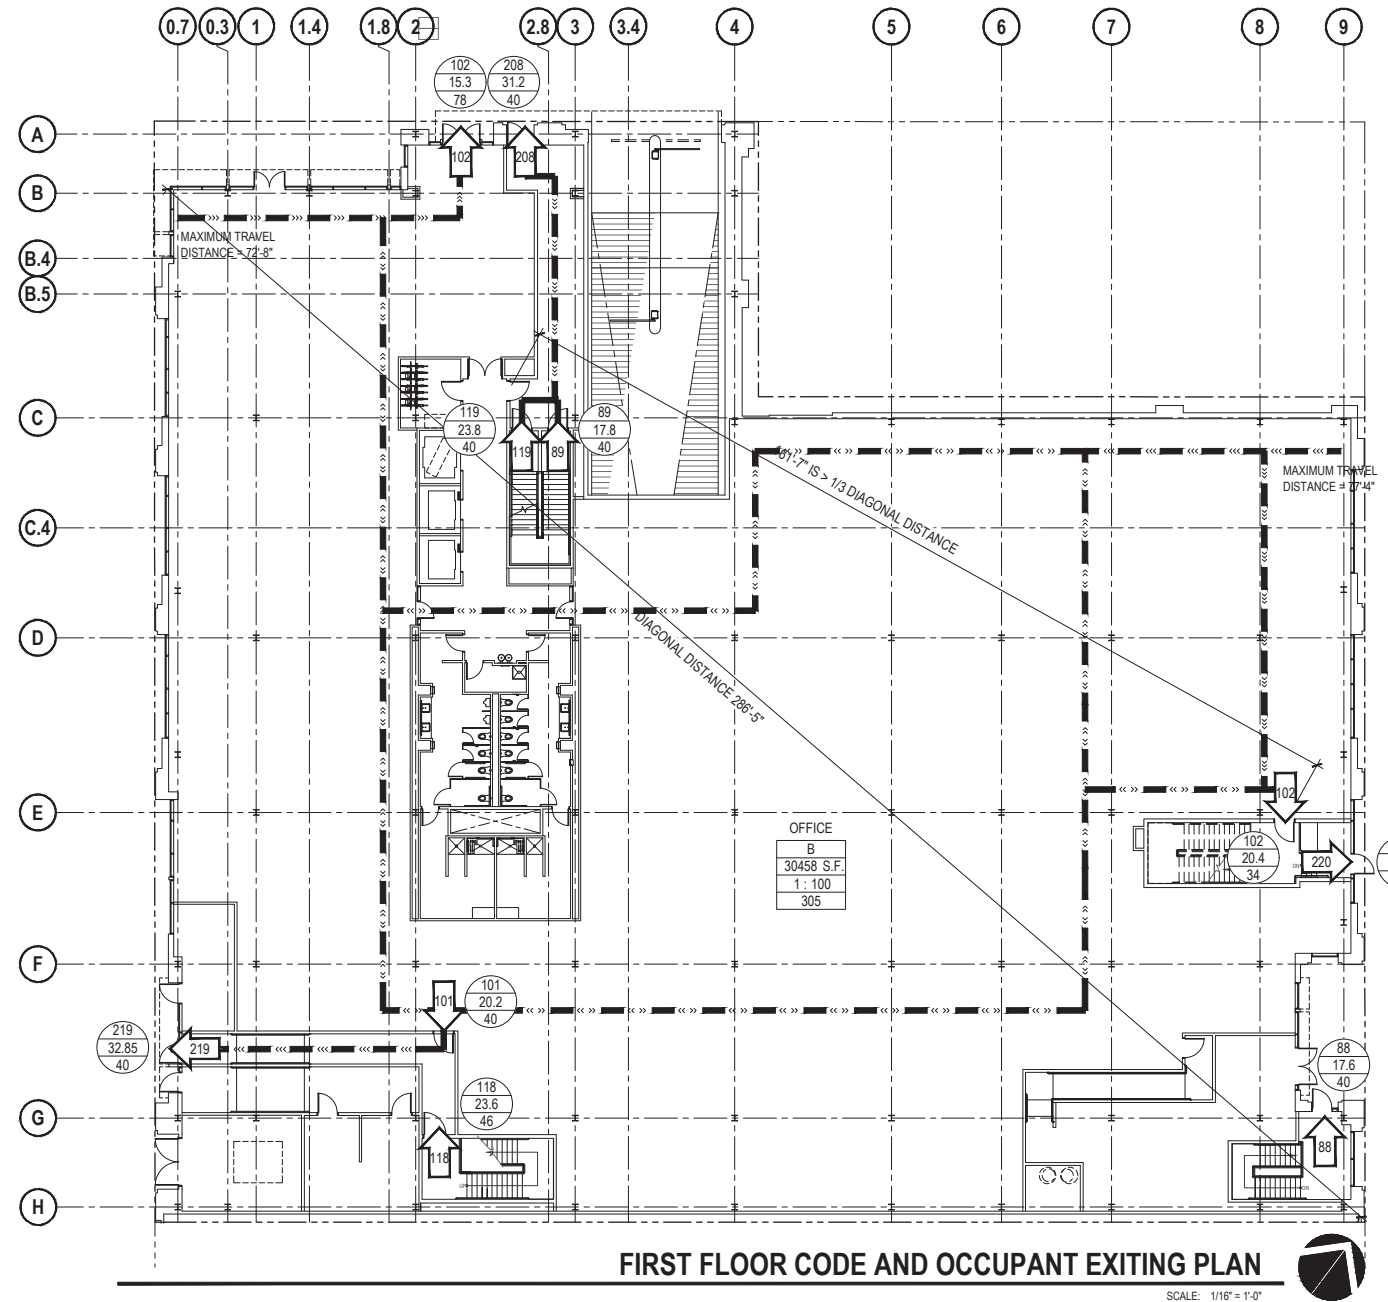 0.7 0.3 1 1.4 1.8 2 2.8 3 3.4 4 5 6 7 8 9
102
15.3
78
208
31.2
40
A
102
208
B
MAXIMUM TRAVEL
DISTANCE = 72'-8"
B.4
B.5
C
119
23.8
40
89
17.8
40
119
89
MAXIMUM TRAVEL
DISTANCE = 77'-4"
IS > 1/3 DIAGONAL DISTANCE
C.4
D
DIAGONAL DISTANCE 286'-5"
102
E
OFFICE
B
30458 S.F.
1 : 100
305
102
20.4
34
DN
220
F
101
101
20.2
40
219
32.85
40
219
88
17.6
40
118
23.6
46
G
118
88
UP
DN
H
FIRST FLOOR CODE AND OCCUPANT EXITING PLAN
SCALE: 1/16" = 1'-0"